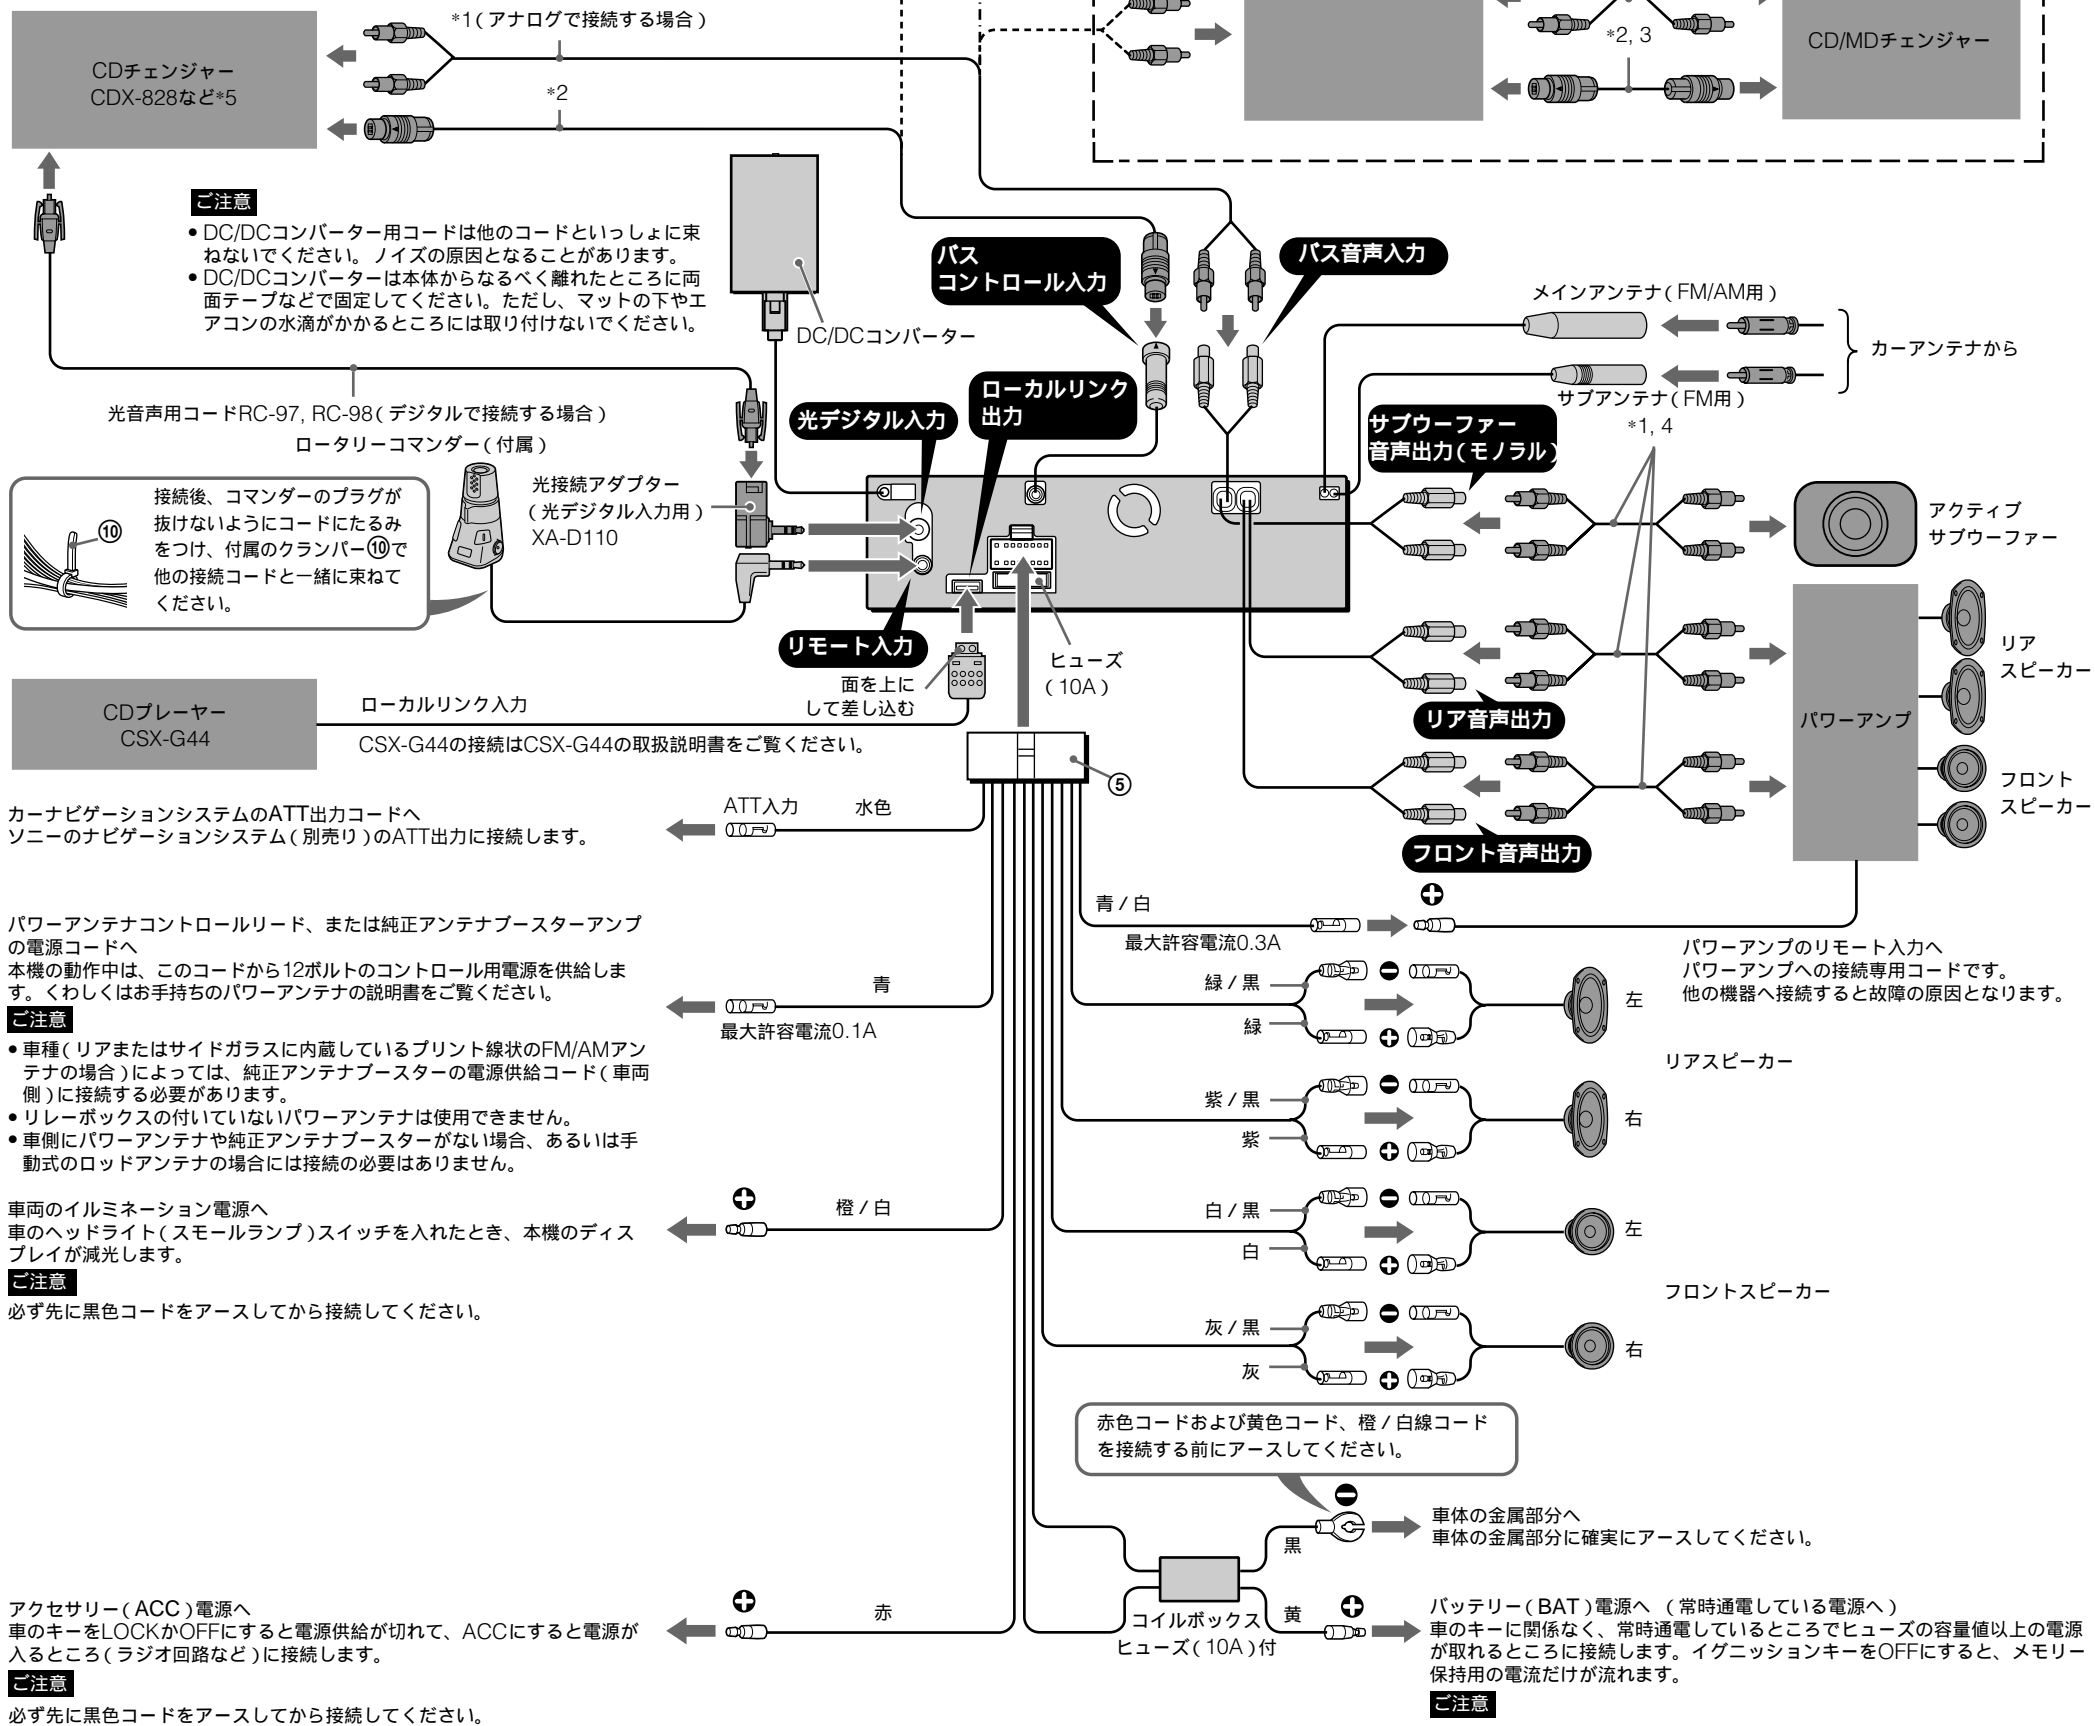 *1(アナログで接続する場合)
CDチェンジャー
CDX-828など*5
*2
*2, 3
CD/MDチェンジャー
ご注意
• DC/DCコンバーター用コードは他のコードといっしょに束
ねないでください。ノイズの原因となることがあります。
• DC/DCコンバーターは本体からなるべく離れたところに両
面テープなどで固定してください。ただし、マットの下やエ
アコンの水滴がかかるところには取り付けないでください。
DC/DCコンバーター
バス
コントロール入力
バス音声入力
メインアンテナ(FM/AM用)
カーアンテナから
サブアンテナ(FM用)
*1, 4
光音声用コードRC-97, RC-98(デジタルで接続する場合)
ロータリーコマンダー(付属)
光デジタル入力
ローカルリンク
出力
サブウーファー
音声出力(モノラル)
接続後、コマンダーのプラグが
抜けないようにコードにたるみ
をつけ、付属のクランパー⑩で
他の接続コードと一緒に束ねて
ください。
⑩
光接続アダプター
(光デジタル入力用)
XA-D110
アクティブ
サブウーファー
リモート入力
面を上に
して差し込む
ヒューズ
(10A)
リア
スピーカー
リア音声出力
パワーアンプ
CDプレーヤー
CSX-G44
ローカルリンク入力
CSX-G44の接続はCSX-G44の取扱説明書をご覧ください。
⑤
フロント
スピーカー
フロント音声出力
カーナビゲーションシステムのATT出力コードへ
ソニーのナビゲーションシステム(別売り)のATT出力に接続します。
ATT入力
水色
青/白
最大許容電流0.3A
パワーアンプのリモート入力へ
パワーアンプへの接続専用コードです。
他の機器へ接続すると故障の原因となります。
パワーアンテナコントロールリード、または純正アンテナブースターアンプ
の電源コードへ
本機の動作中は、このコードから12ボルトのコントロール用電源を供給しま
す。くわしくはお手持ちのパワーアンテナの説明書をご覧ください。
青
最大許容電流0.1A
ご注意
• 車種(リアまたはサイドガラスに内蔵しているプリント線状のFM/AMアン
テナの場合)によっては、純正アンテナブースターの電源供給コード(車両
側)に接続する必要があります。
• リレーボックスの付いていないパワーアンテナは使用できません。
• 車側にパワーアンテナや純正アンテナブースターがない場合、あるいは手
動式のロッドアンテナの場合には接続の必要はありません。
緑/黒
緑
左
リアスピーカー
紫/黒
紫
右
車両のイルミネーション電源へ
車のヘッドライト(スモールランプ)スイッチを入れたとき、本機のディス
プレイが減光します。
橙/白
ご注意
必ず先に黒色コードをアースしてから接続してください。
白/黒
白
左
フロントスピーカー
灰/黒
灰
右
赤色コードおよび黄色コード、橙/白線コード
を接続する前にアースしてください。
黒
車体の金属部分へ
車体の金属部分に確実にアースしてください。
アクセサリー(ACC)電源へ
車のキーをLOCKかOFFにすると電源供給が切れて、ACCにすると電源が
入るところ(ラジオ回路など)に接続します。
赤
ご注意
必ず先に黒色コードをアースしてから接続してください。
コイルボックス
ヒューズ(10A)付
黄
バッテリー(BAT)電源へ (常時通電している電源へ)
車のキーに関係なく、常時通電しているところでヒューズの容量値以上の電源
が取れるところに接続します。イグニッションキーをOFFにすると、メモリー
保持用の電流だけが流れます。
ご注意